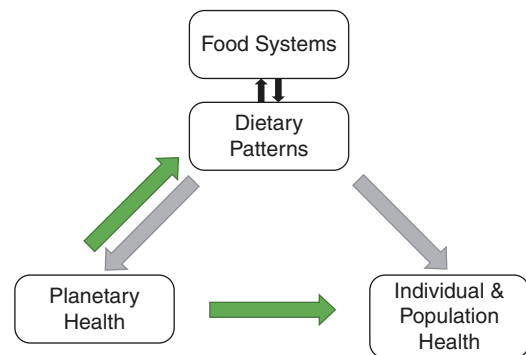 Food Systems
Dietary
Patterns
Planetary
Health
Individual &
Population
Health